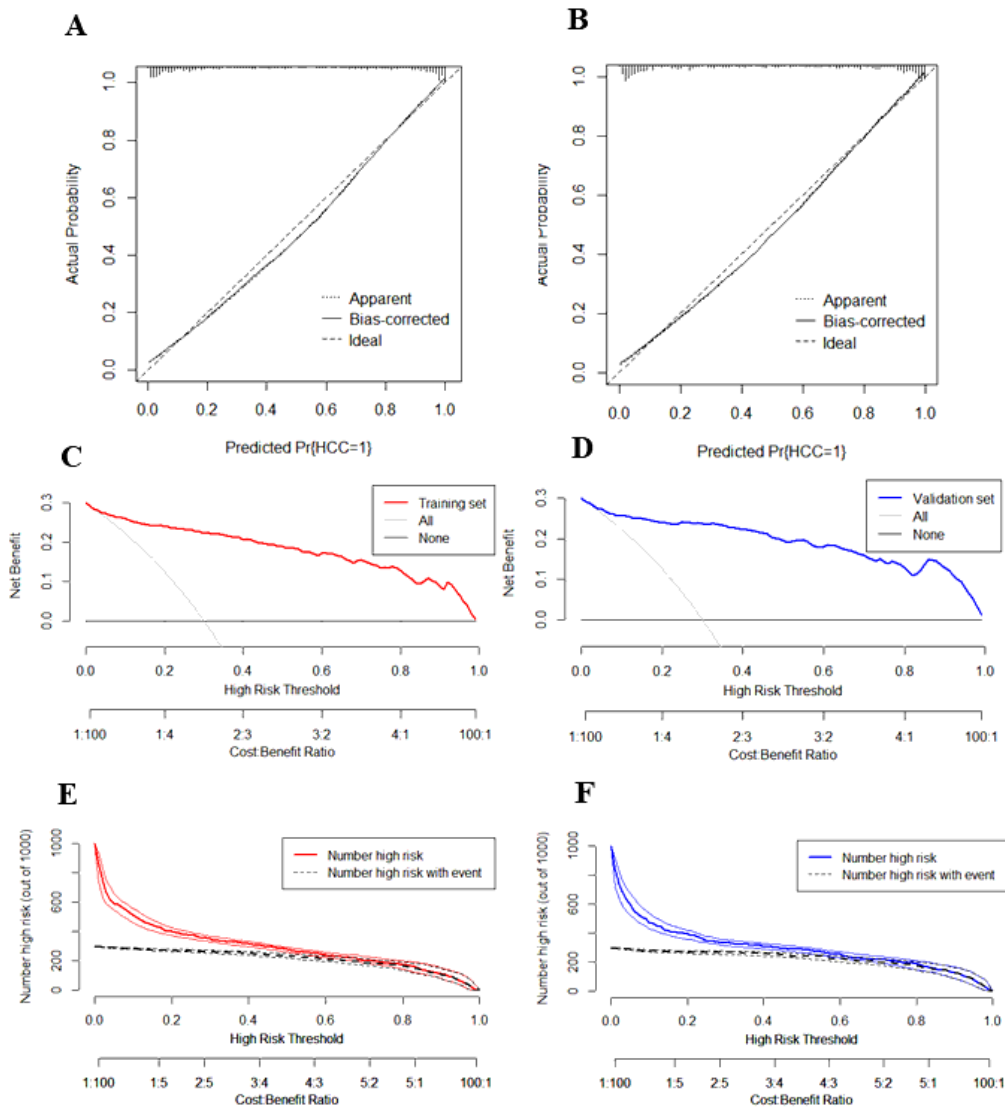 A
Actual Probability
1.0
0.8
0.6
0.4
0.2
0.0
Apparent
Bias-corrected
Ideal
0.0 0.2 0.4 0.6 0.8 1.0
Predicted Pr{HCC=1}
B
Actual Probability
1.0
0.8
0.6
0.4
0.2
0.0
Apparent
Bias-corrected
Ideal
0.0 0.2 0.4 0.6 0.8 1.0
Predicted Pr{HCC=1}
C
Net Benefit
0.3
0.2
0.1
0.0
Training set
All
None
0.0 0.2 0.4 0.6 0.8 1.0
High Risk Threshold
1:100 1:4 2:3 3:2 4:1 100:1
Cost:Benefit Ratio
D
Net Benefit
0.3
0.2
0.1
0.0
Validation set
All
None
0.0 0.2 0.4 0.6 0.8 1.0
High Risk Threshold
1:100 1:4 2:3 3:2 4:1 100:1
Cost:Benefit Ratio
E
Number high risk (out of 1000)
1000
600
200
0
Number high risk
Number high risk with event
0.0 0.2 0.4 0.6 0.8 1.0
High Risk Threshold
1:100 1:5 2:5 3:4 4:3 5:2 5:1 100:1
Cost:Benefit Ratio
F
Number high risk (out of 1000)
1000
600
200
0
Number high risk
Number high risk with event
0.0 0.2 0.4 0.6 0.8 1.0
High Risk Threshold
1:100 1:5 2:5 3:4 4:3 5:2 5:1 100:1
Cost:Benefit Ratio